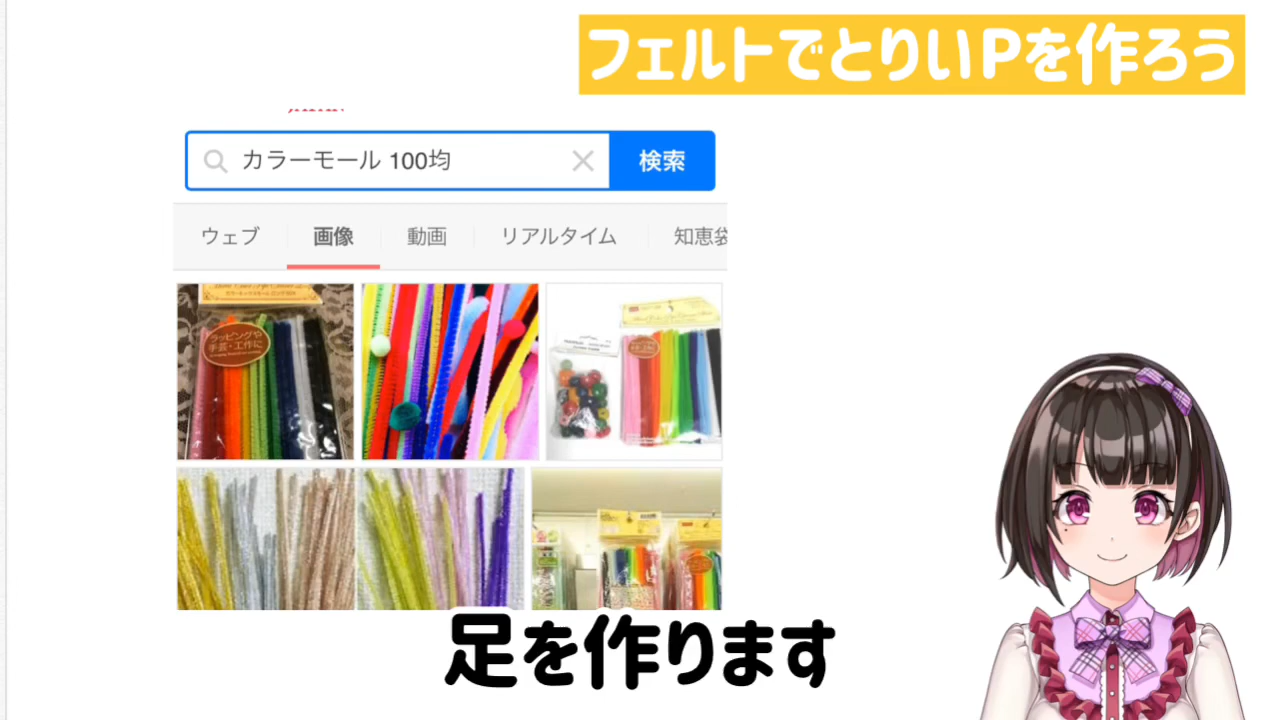 フェルトでとりいPを作ろう
カラーモール 100均
検索
ウェブ
画像
動画
リアルタイム
知恵袋
ラッピングや
手芸・工作に
足を作ります